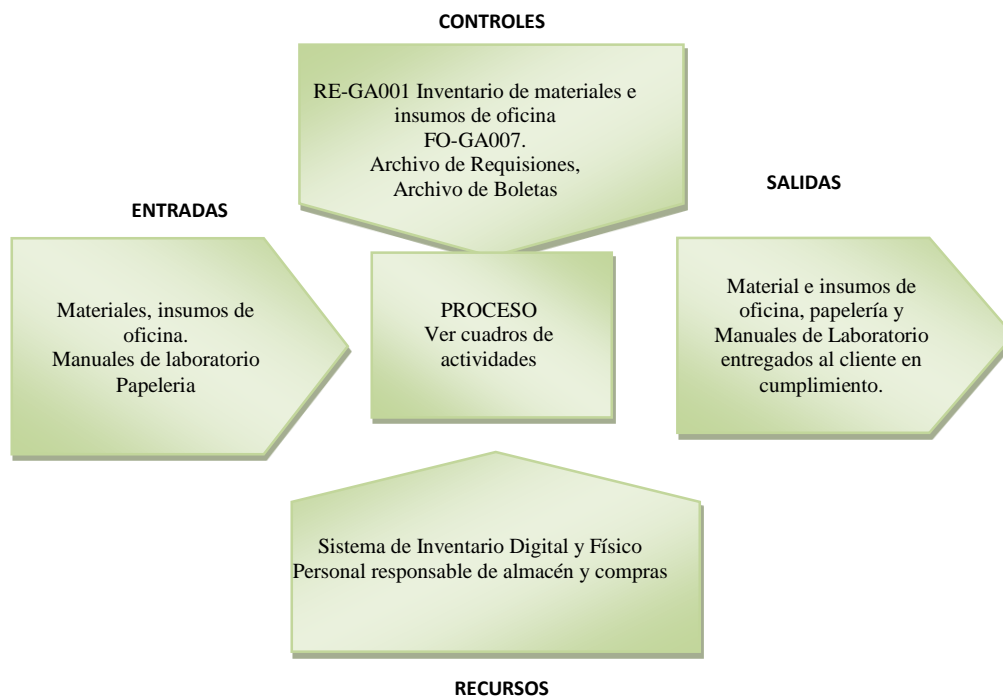 CONTROLES
RE-GA001 Inventario de materiales e
insumos de oficina
FO-GA007.
Archivo de Requisiones,
Archivo de Boletas
SALIDAS
ENTRADAS
Materiales, insumos de
oficina.
Manuales de laboratorio
Papeleria
PROCESO
Ver cuadros de
actividades
Material e insumos de
oficina, papelería y
Manuales de Laboratorio
entregados al cliente en
cumplimiento.
Sistema de Inventario Digital y Físico
Personal responsable de almacén y compras
RECURSOS